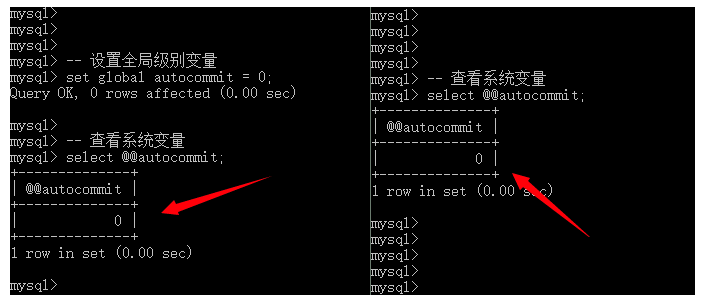 mysql>
mysql>
mysql>
mysql> -- 设置全局级别变量
mysql> set global autocommit = 0;
Query OK, 0 rows affected (0.00 sec)
mysql>
mysql> -- 查看系统变量
mysql> select @@autocommit;
+--------------+
| @@autocommit |
+--------------+
|            0 |
+--------------+
1 row in set (0.00 sec)
mysql>
mysql>
mysql>
mysql>
mysql>
mysql> -- 查看系统变量
mysql> select @@autocommit;
+--------------+
| @@autocommit |
+--------------+
|            0 |
+--------------+
1 row in set (0.00 sec)
mysql>
mysql>
mysql>
mysql>
mysql>